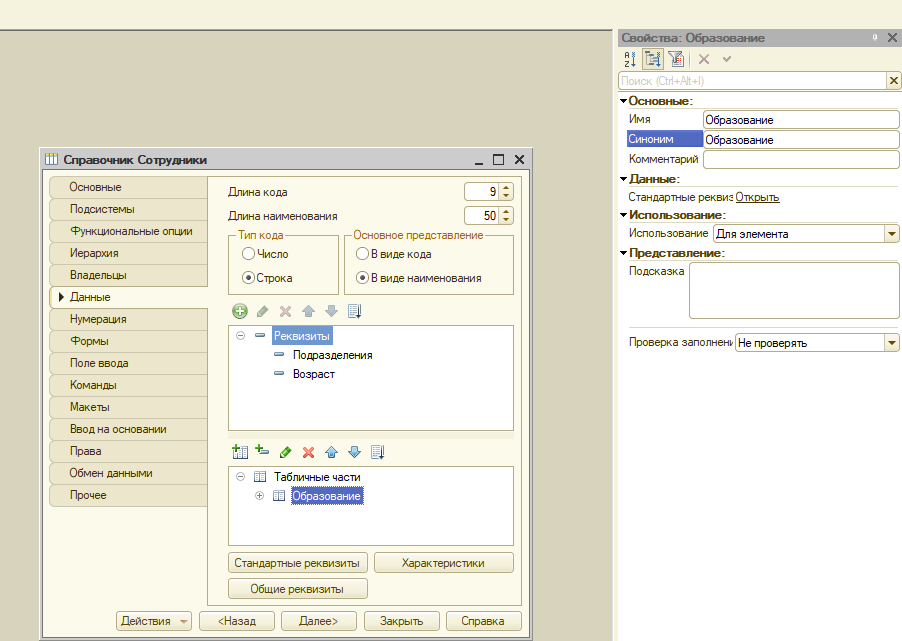 Свойства: Образование
Поиск (Ctrl+Alt+I)
Основные:
Имя Образование
Синоним Образование
Комментарий
Данные:
Стандартные реквиз Открыть
Использование:
Использование Для элемента
Представление:
Подсказка
Проверка заполнени Не проверять
Справочник Сотрудники
Основные
Подсистемы
Функциональные опции
Иерархия
Владельцы
Данные
Нумерация
Формы
Поле ввода
Команды
Макеты
Ввод на основании
Права
Обмен данными
Прочее
Длина кода 9
Длина наименования 50
Тип кода
Число
Строка
Основное представление
В виде кода
В виде наименования
Реквизиты
Подразделения
Возраст
Табличные части
Образование
Стандартные реквизиты Характеристики
Общие реквизиты
Действия <Назад Далее> Закрыть Справка